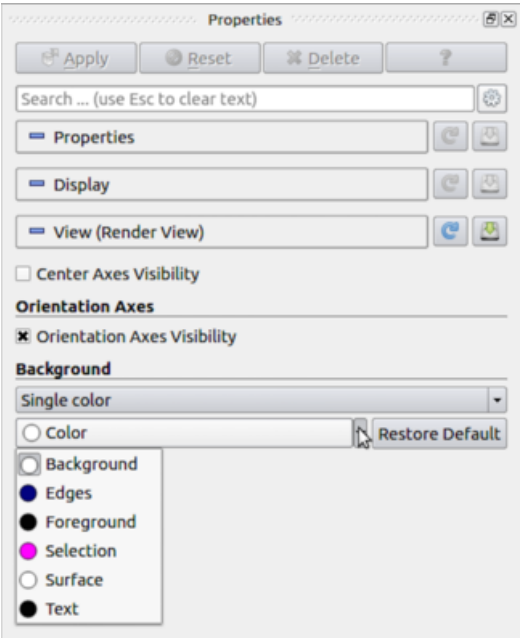 Properties
Apply Reset Delete ?
Search ... (use Esc to clear text)
Properties
Display
View (Render View)
Center Axes Visibility
Orientation Axes
Orientation Axes Visibility
Background
Single color
Color Restore Default
Background
Edges
Foreground
Selection
Surface
Text